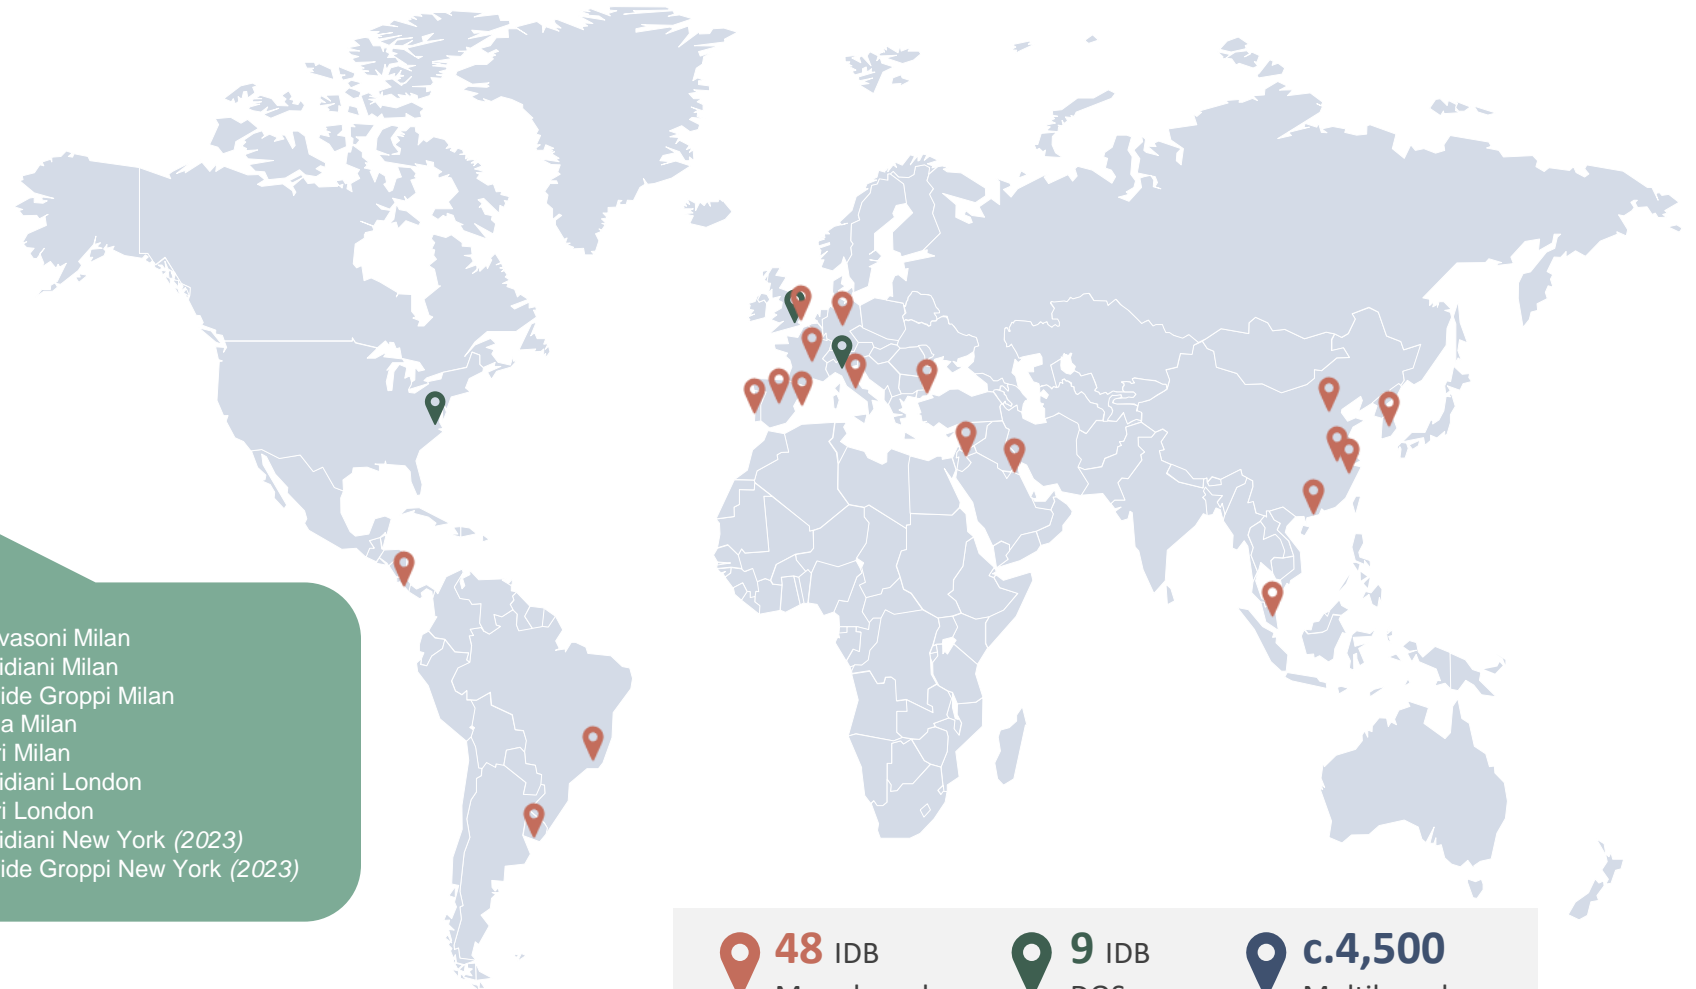 vasoni Milan
idiani Milan
ide Groppi Milan
a Milan
i Milan
idiani London
i London
idiani New York (2023)
ide Groppi New York (2023)
48 IDB
9 IDB
c.4,500